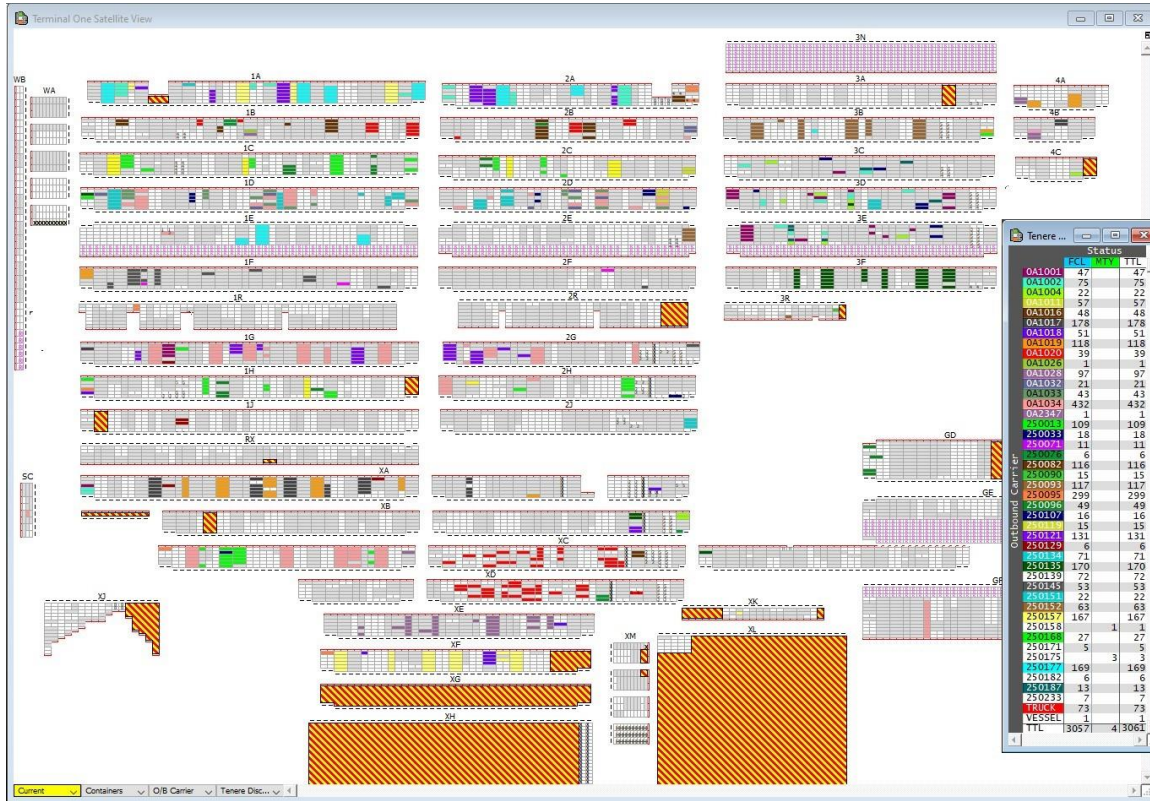 Terminal One Satellite View
3N
WB
WA
1A
2A
3A
4A
1B
2B
3B
4B
1C
2C
3C
4C
1D
2D
3D
1E
2E
3E
1F
2F
3F
1R
2R
3R
1G
2G
1H
2H
1J
2J
RX
GD
SC
XA
XB
GE
XC
XD
GF
XJ
XE
XK
XM
XL
XF
XG
XH
Tenere ...
Status
FCL MTY TTL
Outbound Carrier
0A1001 47 47
0A1002 75 75
0A1004 22 22
0A1011 57 57
0A1016 48 48
0A1017 178 178
0A1018 51 51
0A1019 118 118
0A1020 39 39
0A1026 1 1
0A1028 97 97
0A1032 21 21
0A1033 43 43
0A1034 432 432
0A2347 1 1
250013 109 109
250033 18 18
250071 11 11
250076 6 6
250082 116 116
250090 15 15
250093 117 117
250095 299 299
250096 49 49
250107 16 16
250119 15 15
250121 131 131
250129 6 6
250134 71 71
250135 170 170
250139 72 72
250145 53 53
250151 22 22
250152 63 63
250157 167 167
250158 1 1
250168 27 27
250171 5 5
250175 3 3
250177 169 169
250182 6 6
250187 13 13
250233 7 7
TRUCK 73 73
VESSEL 1 1
TTL 3057 4 3061
Current
Containers
O/B Carrier
Tenere Disc...